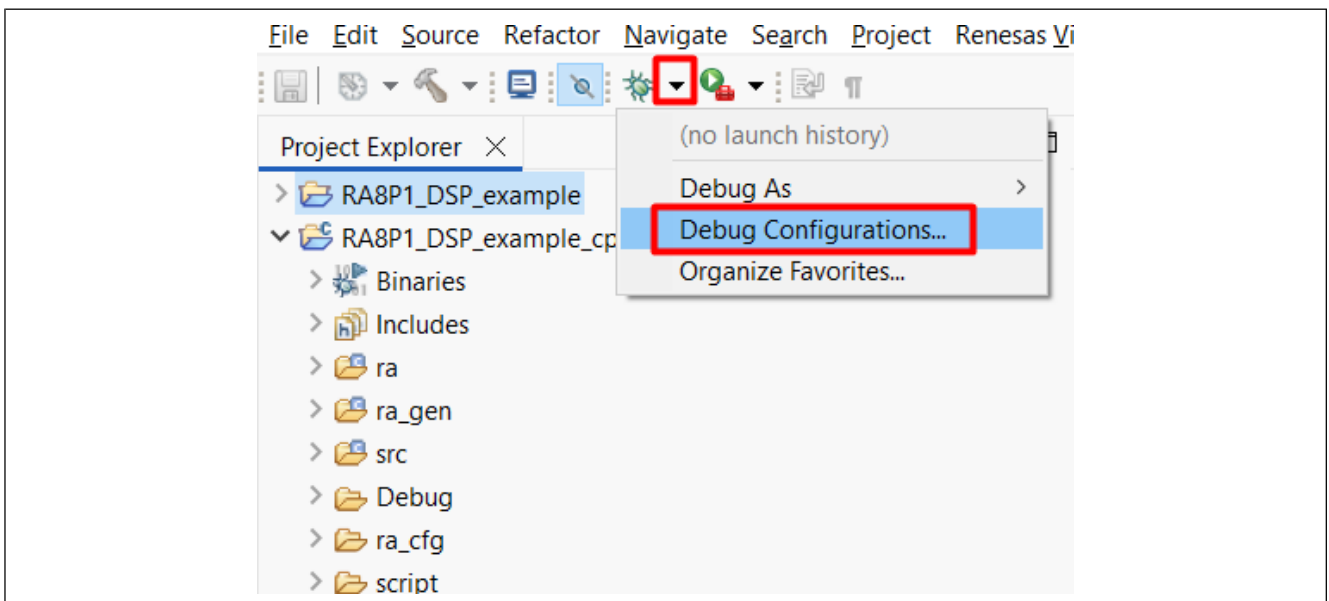 File Edit Source Refactor Navigate Search Project Renesas Vi
(no launch history)
Project Explorer
Debug As
RA8P1_DSP_example
Debug Configurations...
RA8P1_DSP_example_cp
Organize Favorites...
Binaries
Includes
ra
ra_gen
src
Debug
ra_cfg
script